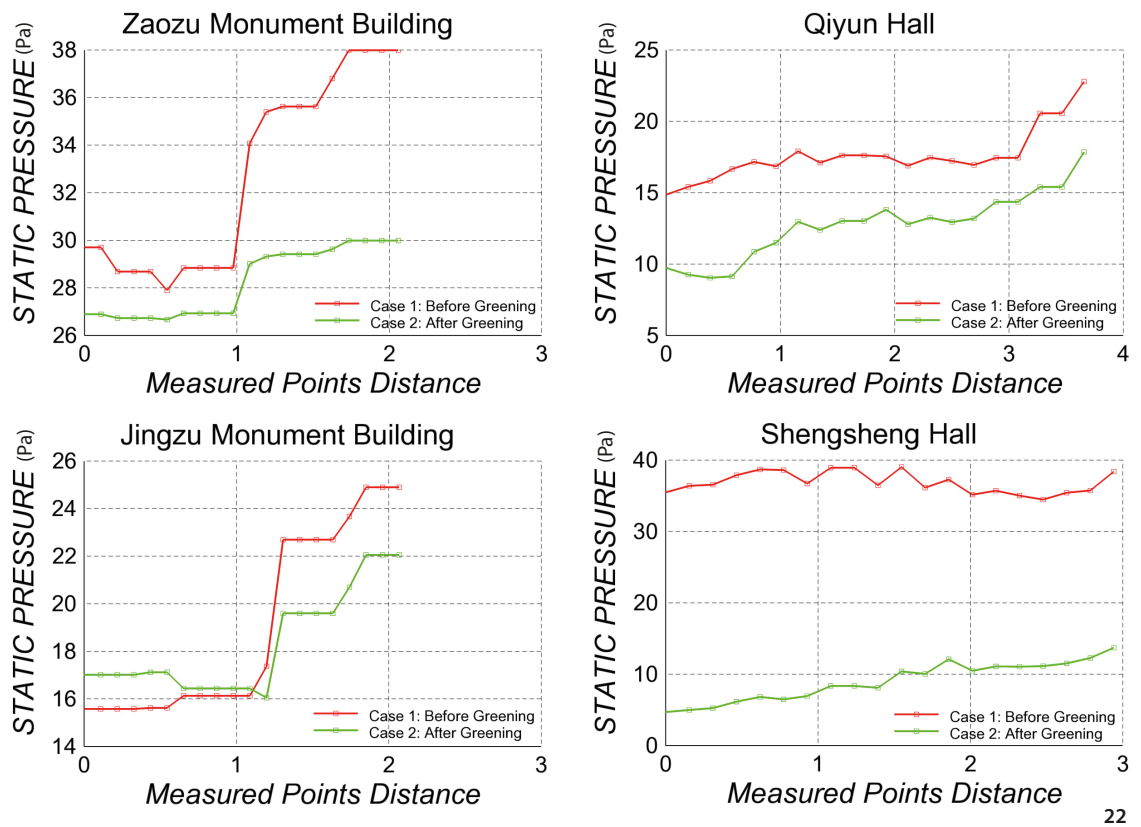 Zaozu Monument Building
STATIC PRESSURE (Pa)
38
36
34
32
30
28
26
Case 1: Before Greening
Case 2: After Greening
0 1 2 3
Measured Points Distance
Qiyun Hall
STATIC PRESSURE (Pa)
25
20
15
10
5
Case 1: Before Greening
Case 2: After Greening
0 1 2 3 4
Measured Points Distance
Jingzu Monument Building
STATIC PRESSURE (Pa)
26
24
22
20
18
16
14
Case 1: Before Greening
Case 2: After Greening
0 1 2 3
Measured Points Distance
Shengsheng Hall
STATIC PRESSURE (Pa)
40
30
20
10
0
Case 1: Before Greening
Case 2: After Greening
0 1 2 3
Measured Points Distance
22